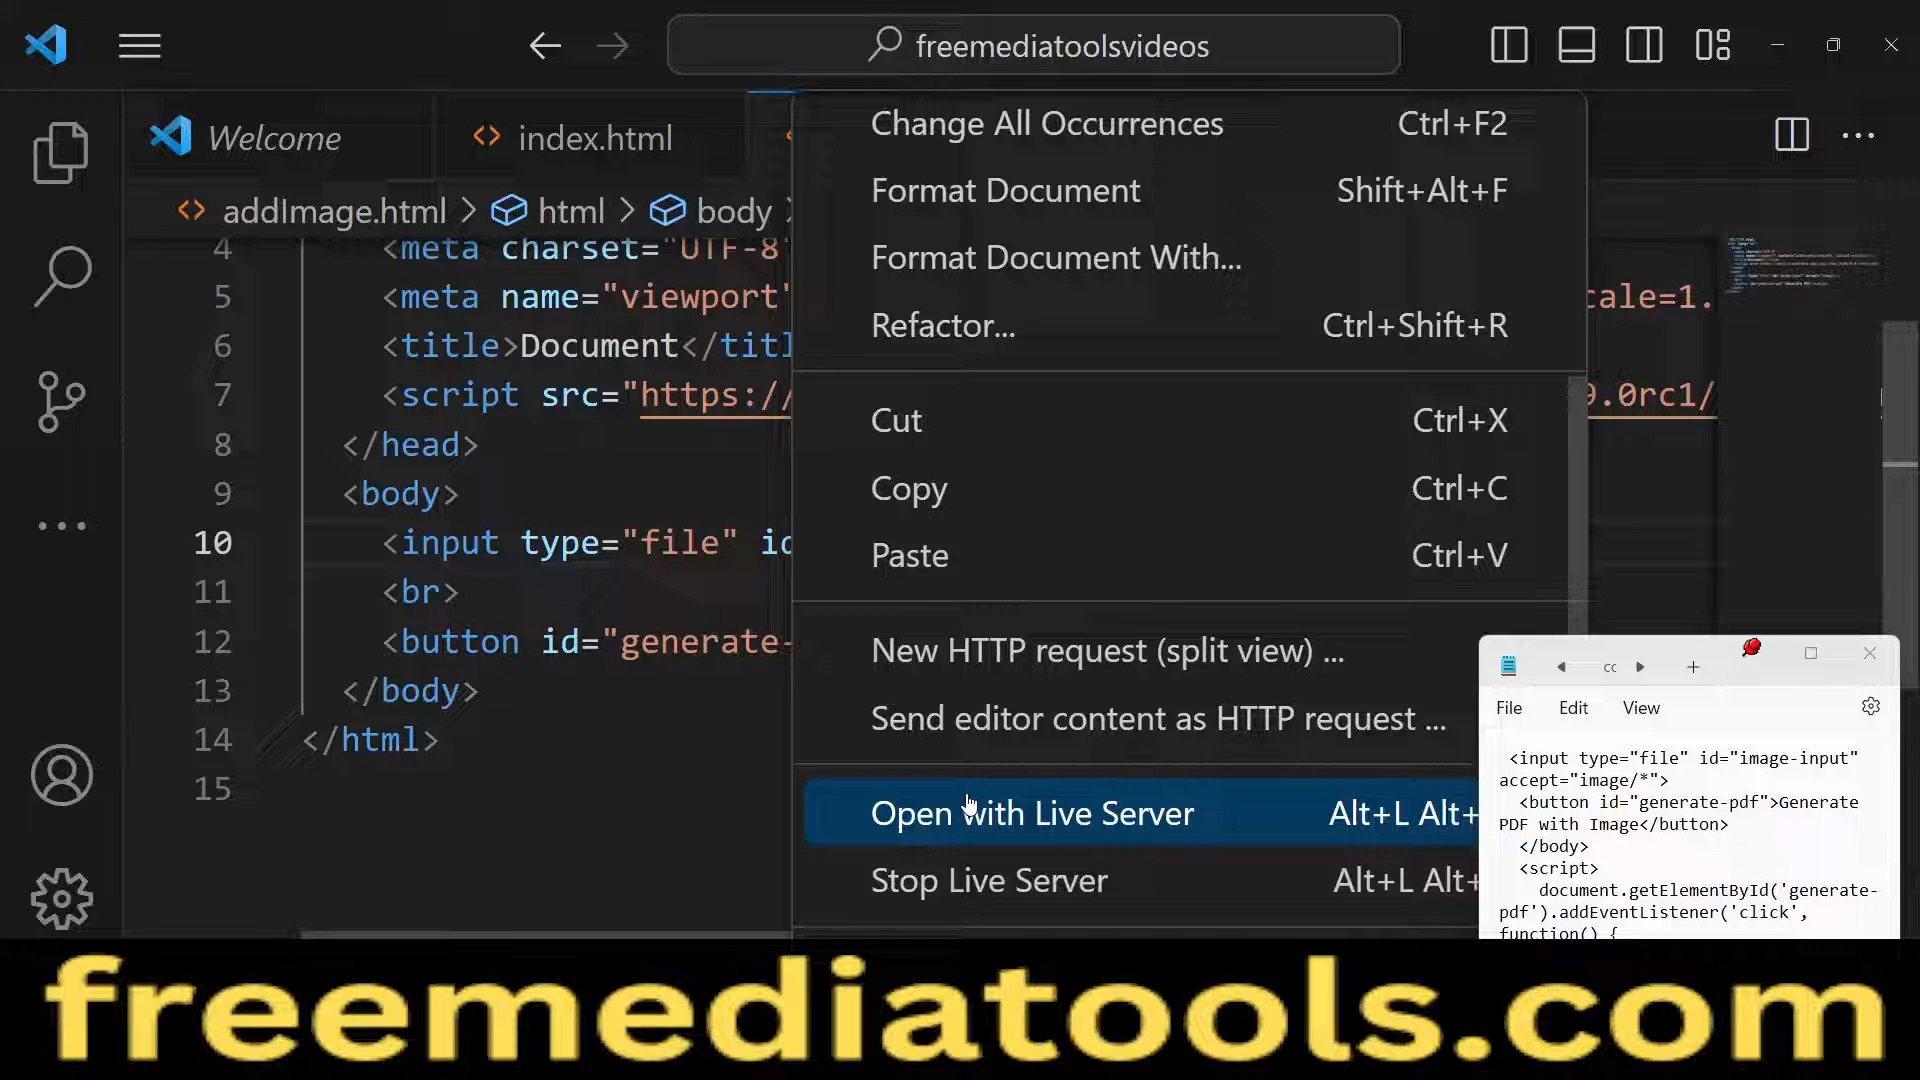 freemediatoolsvideos
Welcome
index.html
addImage.html > html > body
4 <meta charset="UTF-8"
5 <meta name="viewport" cale=1.
6 <title>Document</titl
7 <script src="https:// 9.0rc1/
8 </head>
9 <body>
10 <input type="file" id
11 <br>
12 <button id="generate-
13 </body>
14 </html>
15
Change All Occurrences Ctrl+F2
Format Document Shift+Alt+F
Format Document With...
Refactor... Ctrl+Shift+R
Cut Ctrl+X
Copy Ctrl+C
Paste Ctrl+V
New HTTP request (split view) ...
Send editor content as HTTP request ...
Open with Live Server Alt+L Alt+
Stop Live Server Alt+L Alt+
cc
File Edit View
<input type="file" id="image-input"
accept="image/*">
<button id="generate-pdf">Generate
PDF with Image</button>
</body>
<script>
document.getElementById('generate-
pdf').addEventListener('click',
function() {
freemediatools.com